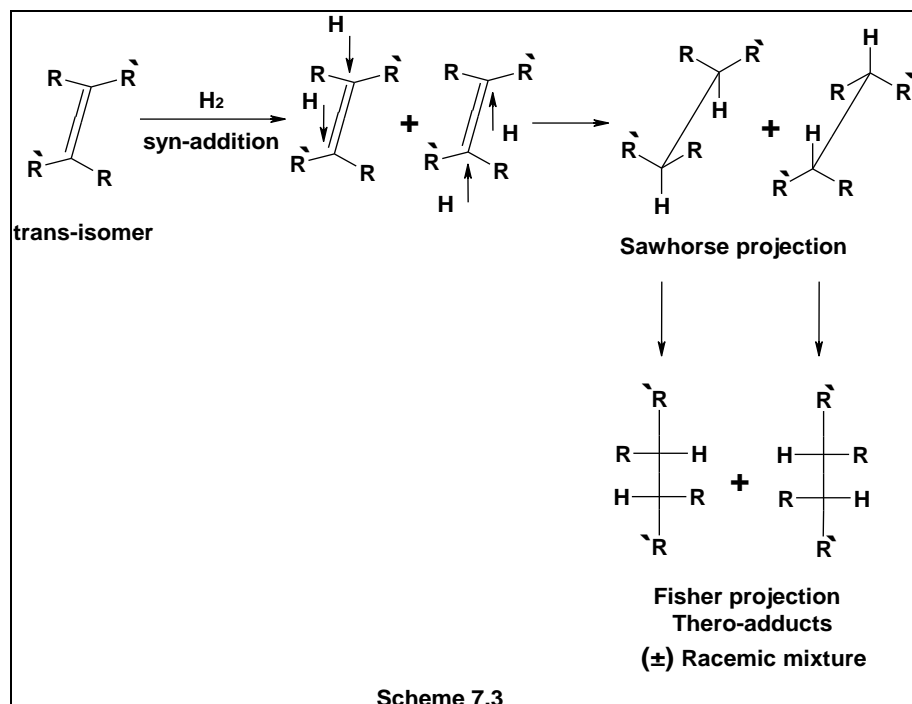 H
R R` H R R` R R` H
R R`
H₂
syn-addition + H + R R`
R` R R` R R` R H H R` R
H H
trans-isomer
Sawhorse projection
`R R`
R H H R
+
H R R H
`R R`
Fisher projection
Thero-adducts
(±) Racemic mixture
Scheme 7.3